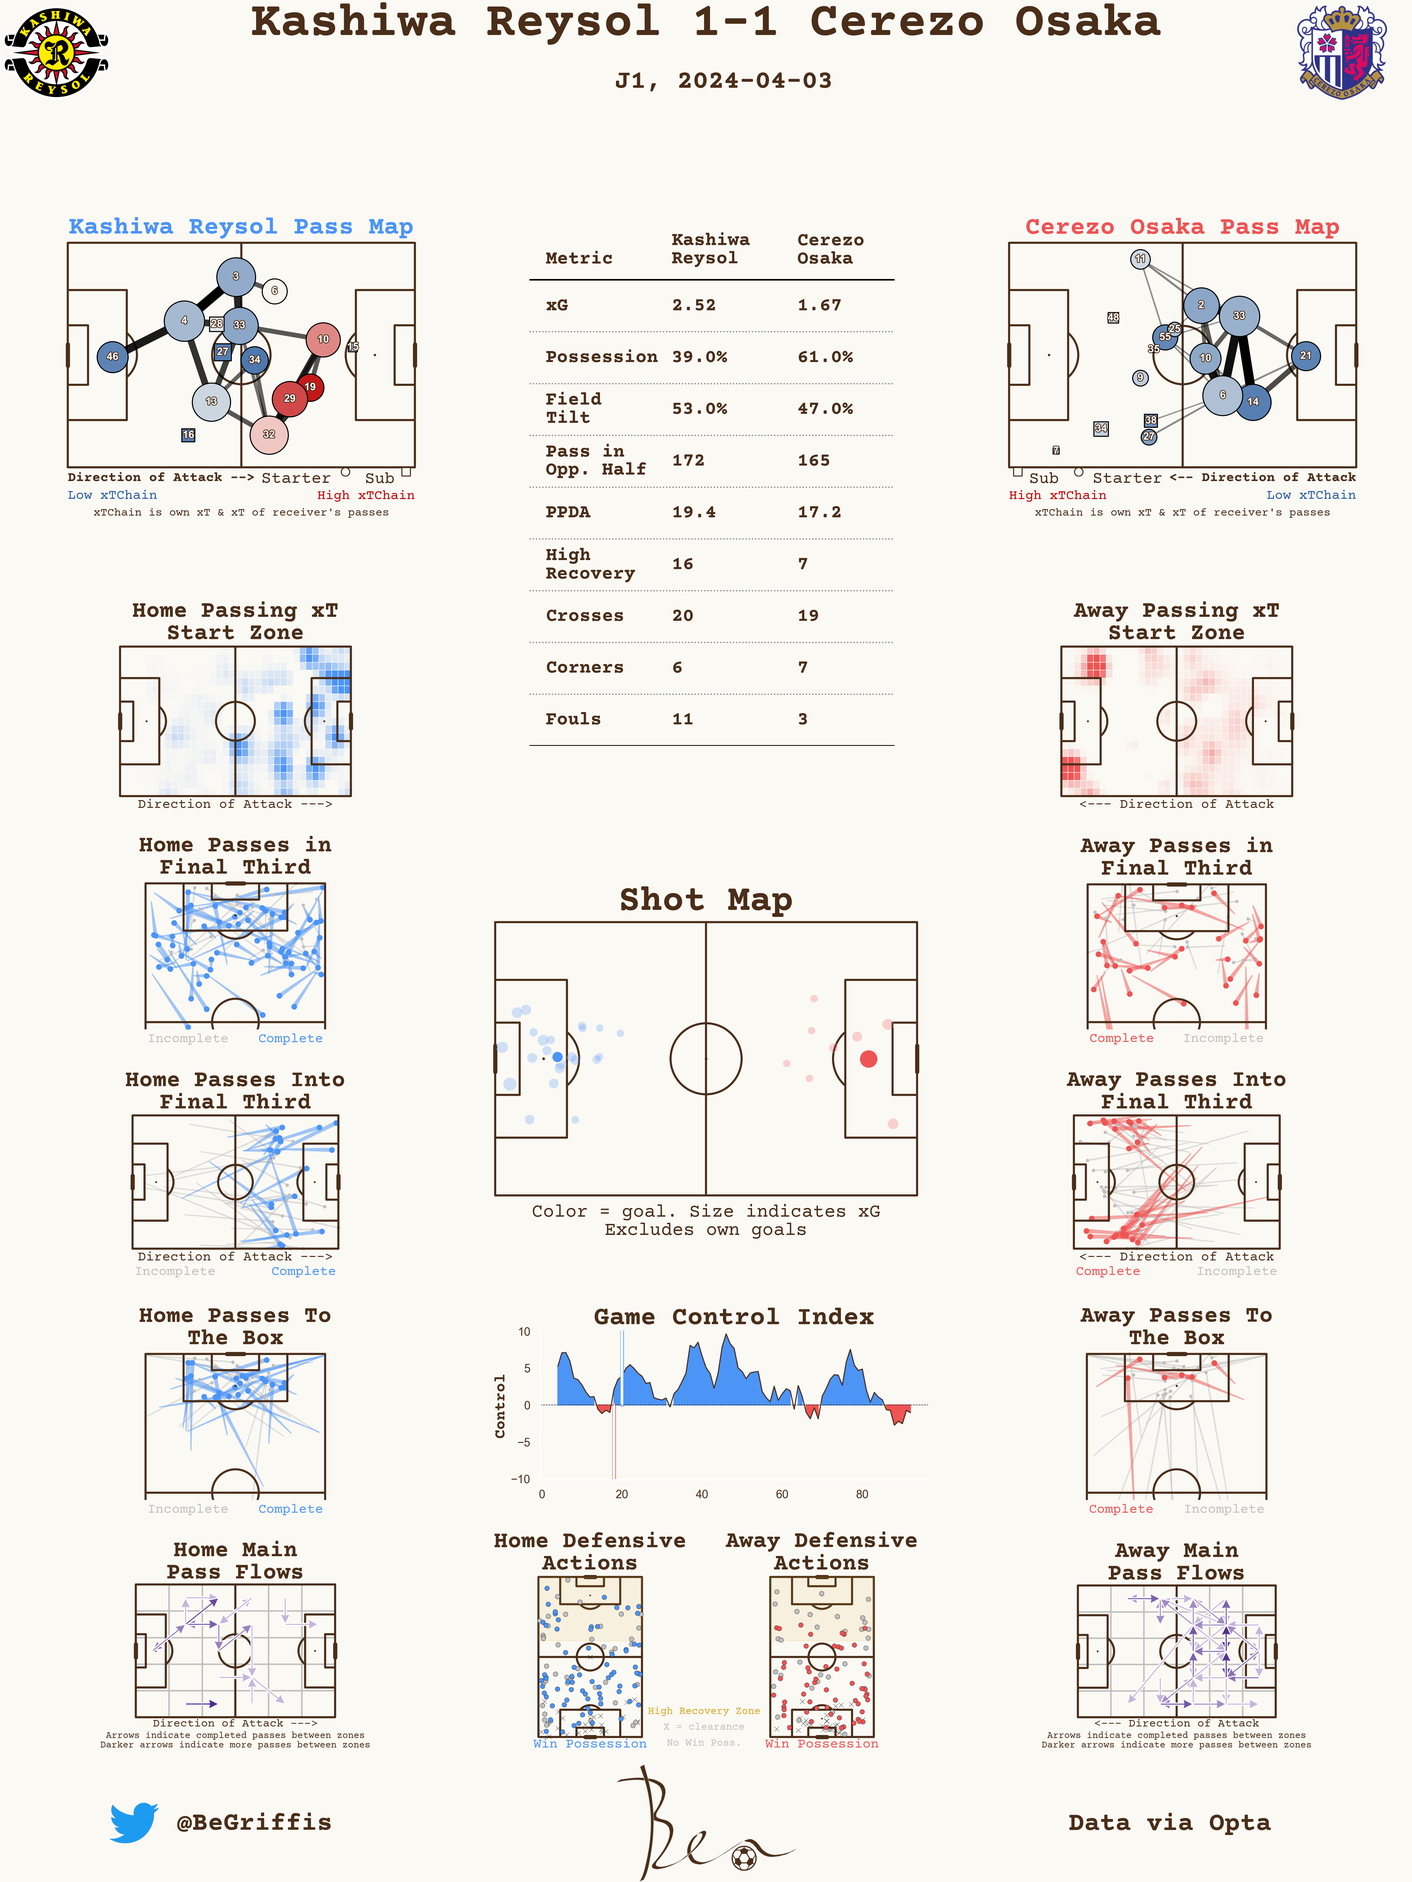 Kashiwa Reysol 1-1 Cerezo Osaka
J1, 2024-04-03
KASHIWA
R
REYSOL
CEREZO OSAKA
Kashiwa Reysol Pass Map
3
6
4
28
33
10
15
46
27
34
19
29
13
16
32
Direction of Attack --> Starter Sub
Low xTChain High xTChain
xTChain is own xT & xT of receiver's passes
Metric Kashiwa Reysol Cerezo Osaka
xG 2.52 1.67
Possession 39.0% 61.0%
Field Tilt 53.0% 47.0%
Pass in Opp. Half 172 165
PPDA 19.4 17.2
High Recovery 16 7
Crosses 20 19
Corners 6 7
Fouls 11 3
Cerezo Osaka Pass Map
11
2
48
33
25
55
35
10
21
9
6
14
38
34
27
7
Sub Starter <-- Direction of Attack
High xTChain Low xTChain
xTChain is own xT & xT of receiver's passes
Home Passing xT
Start Zone
Direction of Attack --->
Away Passing xT
Start Zone
<--- Direction of Attack
Home Passes in
Final Third
Incomplete Complete
Shot Map
Color = goal. Size indicates xG
Excludes own goals
Away Passes in
Final Third
Complete Incomplete
Home Passes Into
Final Third
Direction of Attack --->
Incomplete Complete
Away Passes Into
Final Third
<--- Direction of Attack
Complete Incomplete
Home Passes To
The Box
Incomplete Complete
Game Control Index
Control
10
5
0
−5
−10
0 20 40 60 80
Away Passes To
The Box
Complete Incomplete
Home Main
Pass Flows
Direction of Attack --->
Arrows indicate completed passes between zones
Darker arrows indicate more passes between zones
Home Defensive
Actions
Win Possession
High Recovery Zone
X = clearance
No Win Poss.
Away Defensive
Actions
Win Possession
Away Main
Pass Flows
<--- Direction of Attack
Arrows indicate completed passes between zones
Darker arrows indicate more passes between zones
@BeGriffis
Ben
Data via Opta